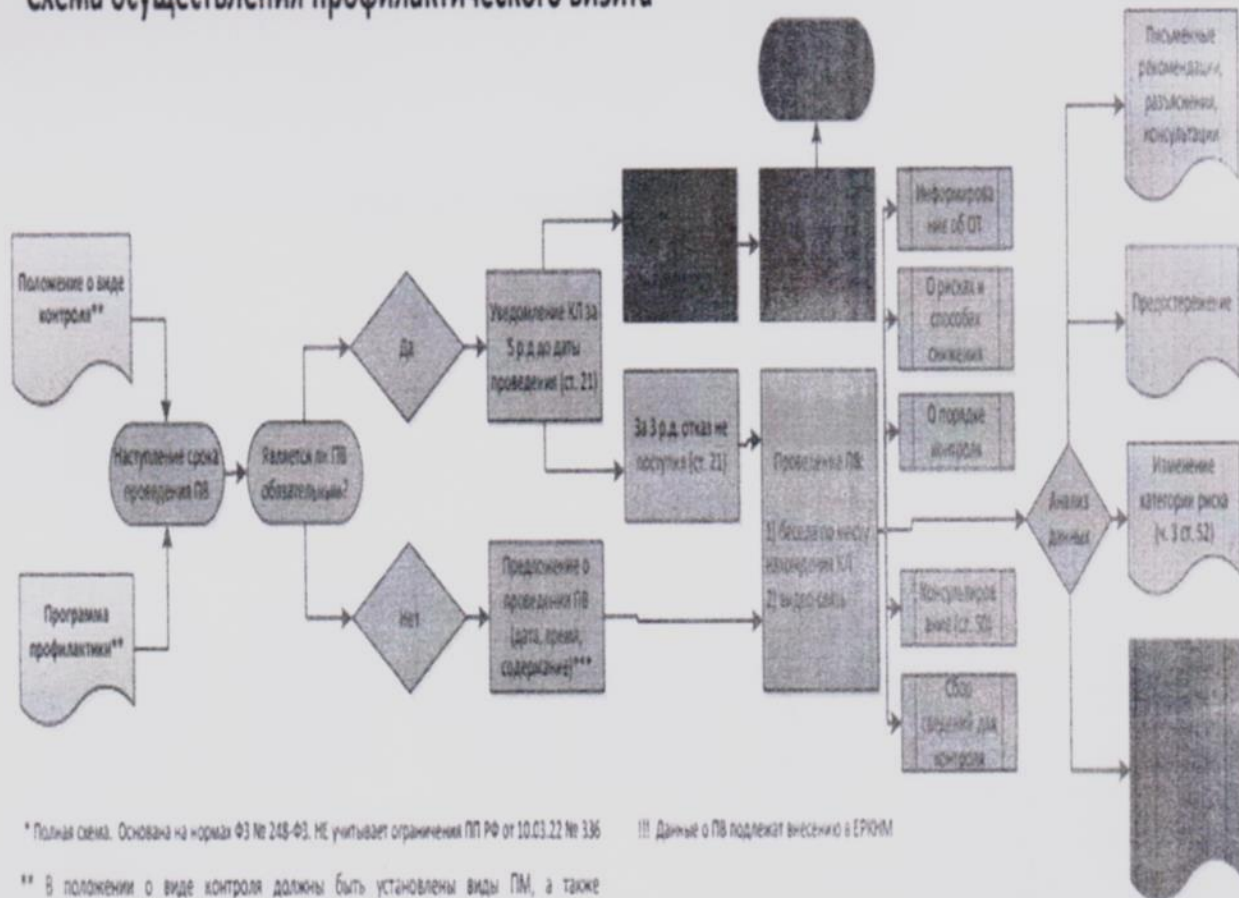 Схема осуществления профилактического визита
Письменные
рекомендации,
разъяснения,
консультации
Положение о виде
контроля**
Да
Уведомление КЛ за
5 р.д до даты
проведения (ст. 21)
Информирова
ние об ОТ
О рисках и
способах
снижения
Предостережение
Наступление срока
проведения ПВ
Является ли ПВ
обязательным?
За 3 р.д. отказ не
поступил (ст. 21)
О порядке
контроля
Проведение ПВ:
1) беседа по месту
нахождения КЛ
2) видео-связь
Анализ
данных
Изменение
категории риска
(ч. 3 ст. 52)
Программа
профилактики**
Нет
Предложение о
проведении ПВ
(дата, время,
содержание)***
Консультиров
ание (ст. 50)
Сбор
сведений для
контроля
* Полная схема. Основана на нормах ФЗ № 248-ФЗ. НЕ учитывает ограничения ПП РФ от 10.03.22 № 336
!!! Данные о ПВ подлежат внесению в ЕРКНМ
** В положении о виде контроля должны быть установлены виды ПМ, а также